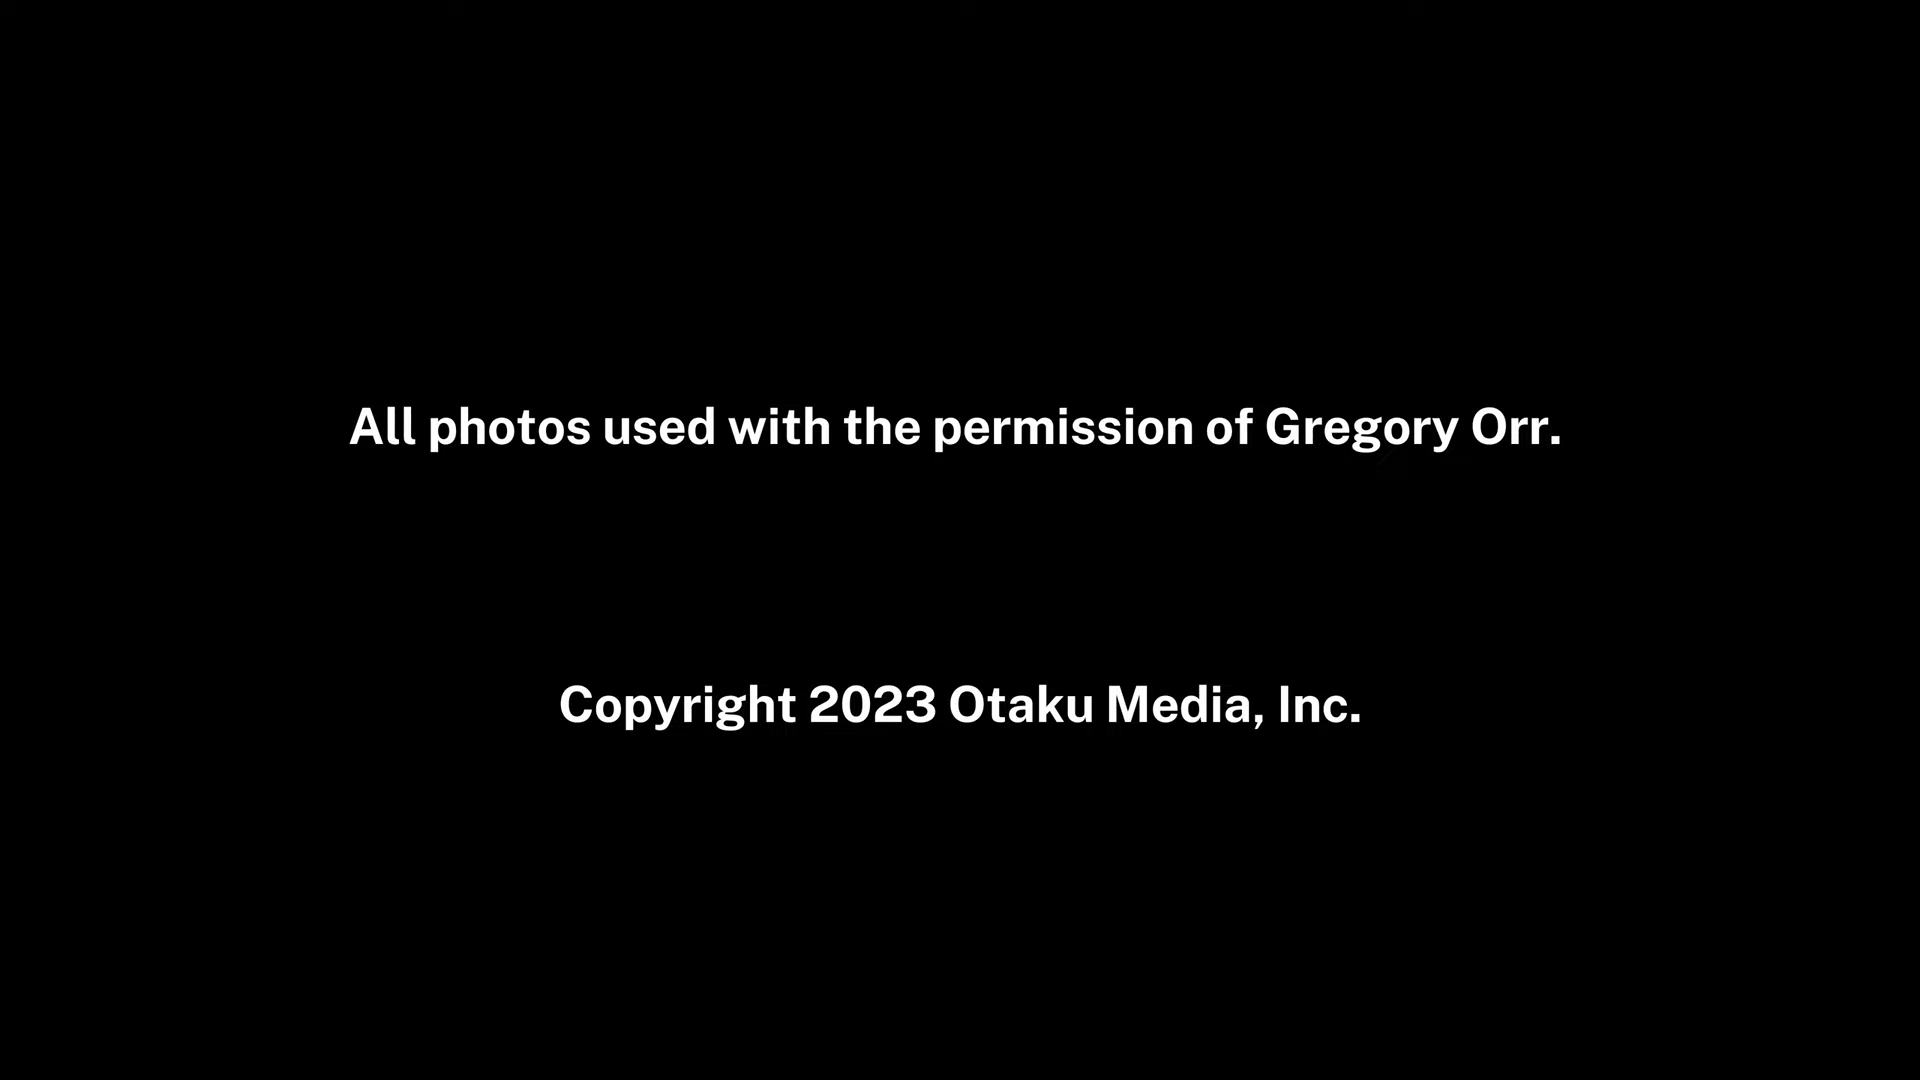 All photos used with the permission of Gregory Orr.
Copyright 2023 Otaku Media, Inc.